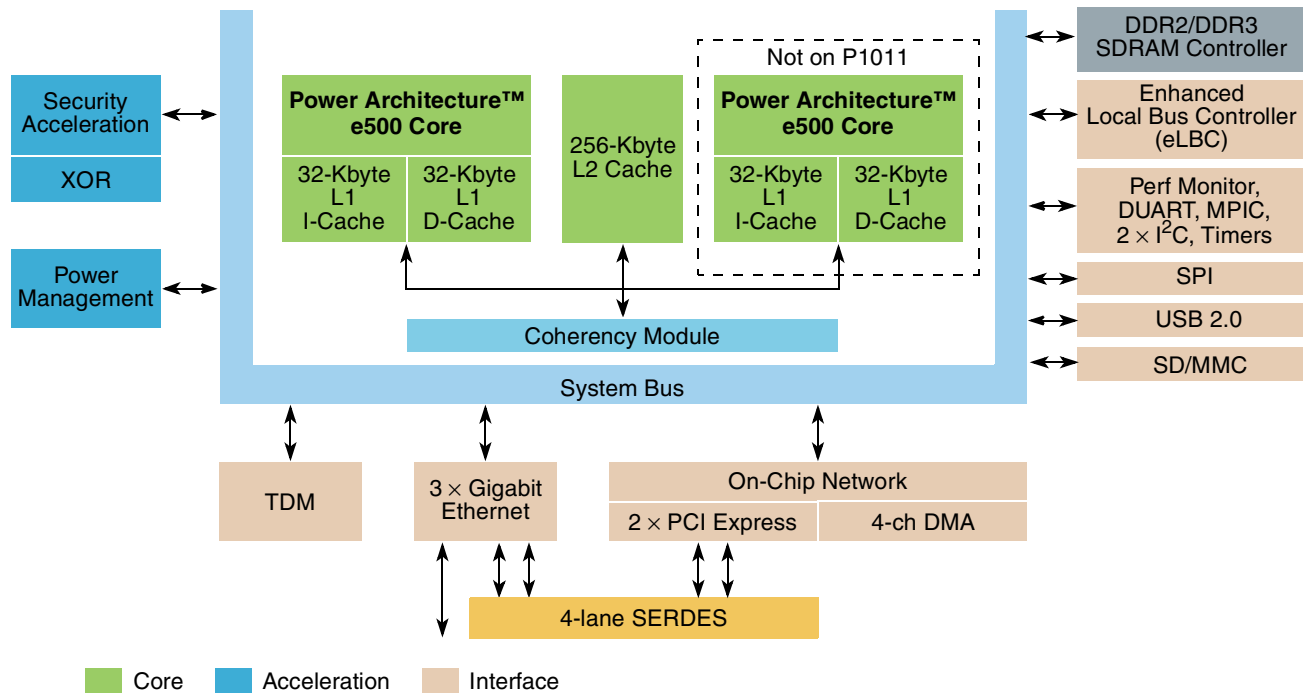 Not on P1011
DDR2/DDR3
SDRAM Controller
Security
Acceleration
XOR
Power
Management
Power Architecture™
e500 Core
32-Kbyte
L1
I-Cache
32-Kbyte
L1
D-Cache
256-Kbyte
L2 Cache
Power Architecture™
e500 Core
32-Kbyte
L1
I-Cache
32-Kbyte
L1
D-Cache
Enhanced
Local Bus Controller
(eLBC)
Perf Monitor,
DUART, MPIC,
2 × I²C, Timers
SPI
USB 2.0
SD/MMC
Coherency Module
System Bus
TDM
3 × Gigabit
Ethernet
On-Chip Network
2 × PCI Express
4-ch DMA
4-lane SERDES
Core
Acceleration
Interface